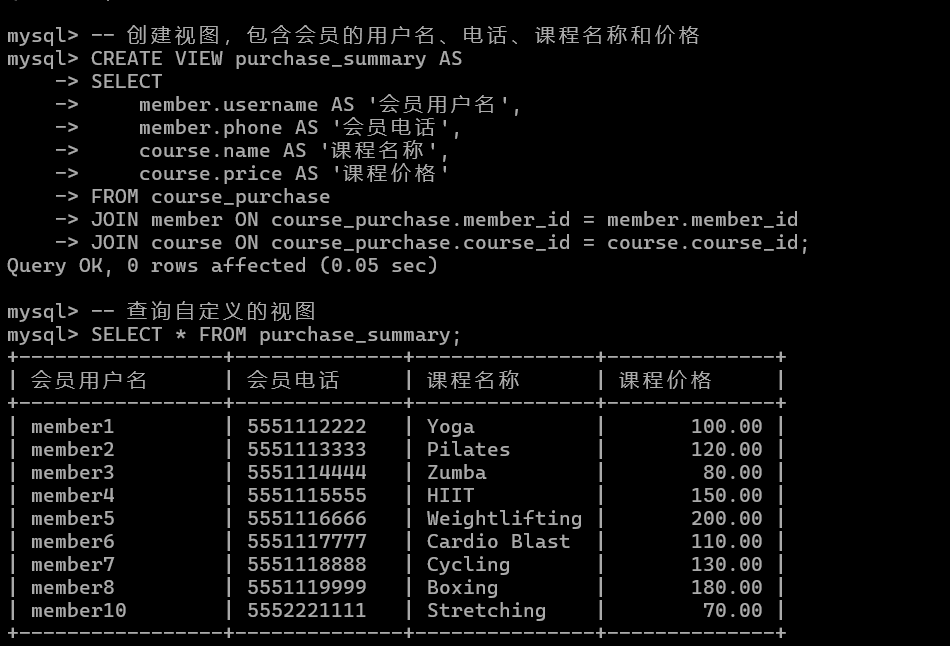 mysql> -- 创建视图，包含会员的用户名、电话、课程名称和价格
mysql> CREATE VIEW purchase_summary AS
    -> SELECT
    ->     member.username AS '会员用户名',
    ->     member.phone AS '会员电话',
    ->     course.name AS '课程名称',
    ->     course.price AS '课程价格'
    -> FROM course_purchase
    -> JOIN member ON course_purchase.member_id = member.member_id
    -> JOIN course ON course_purchase.course_id = course.course_id;
Query OK, 0 rows affected (0.05 sec)
mysql> -- 查询自定义的视图
mysql> SELECT * FROM purchase_summary;
+-----------------+--------------+---------------+--------------+
| 会员用户名      | 会员电话     | 课程名称      | 课程价格     |
+-----------------+--------------+---------------+--------------+
| member1         | 5551112222   | Yoga          |       100.00 |
| member2         | 5551113333   | Pilates       |       120.00 |
| member3         | 5551114444   | Zumba         |        80.00 |
| member4         | 5551115555   | HIIT          |       150.00 |
| member5         | 5551116666   | Weightlifting |       200.00 |
| member6         | 5551117777   | Cardio Blast  |       110.00 |
| member7         | 5551118888   | Cycling       |       130.00 |
| member8         | 5551119999   | Boxing        |       180.00 |
| member10        | 5552221111   | Stretching    |        70.00 |
+-----------------+--------------+---------------+--------------+